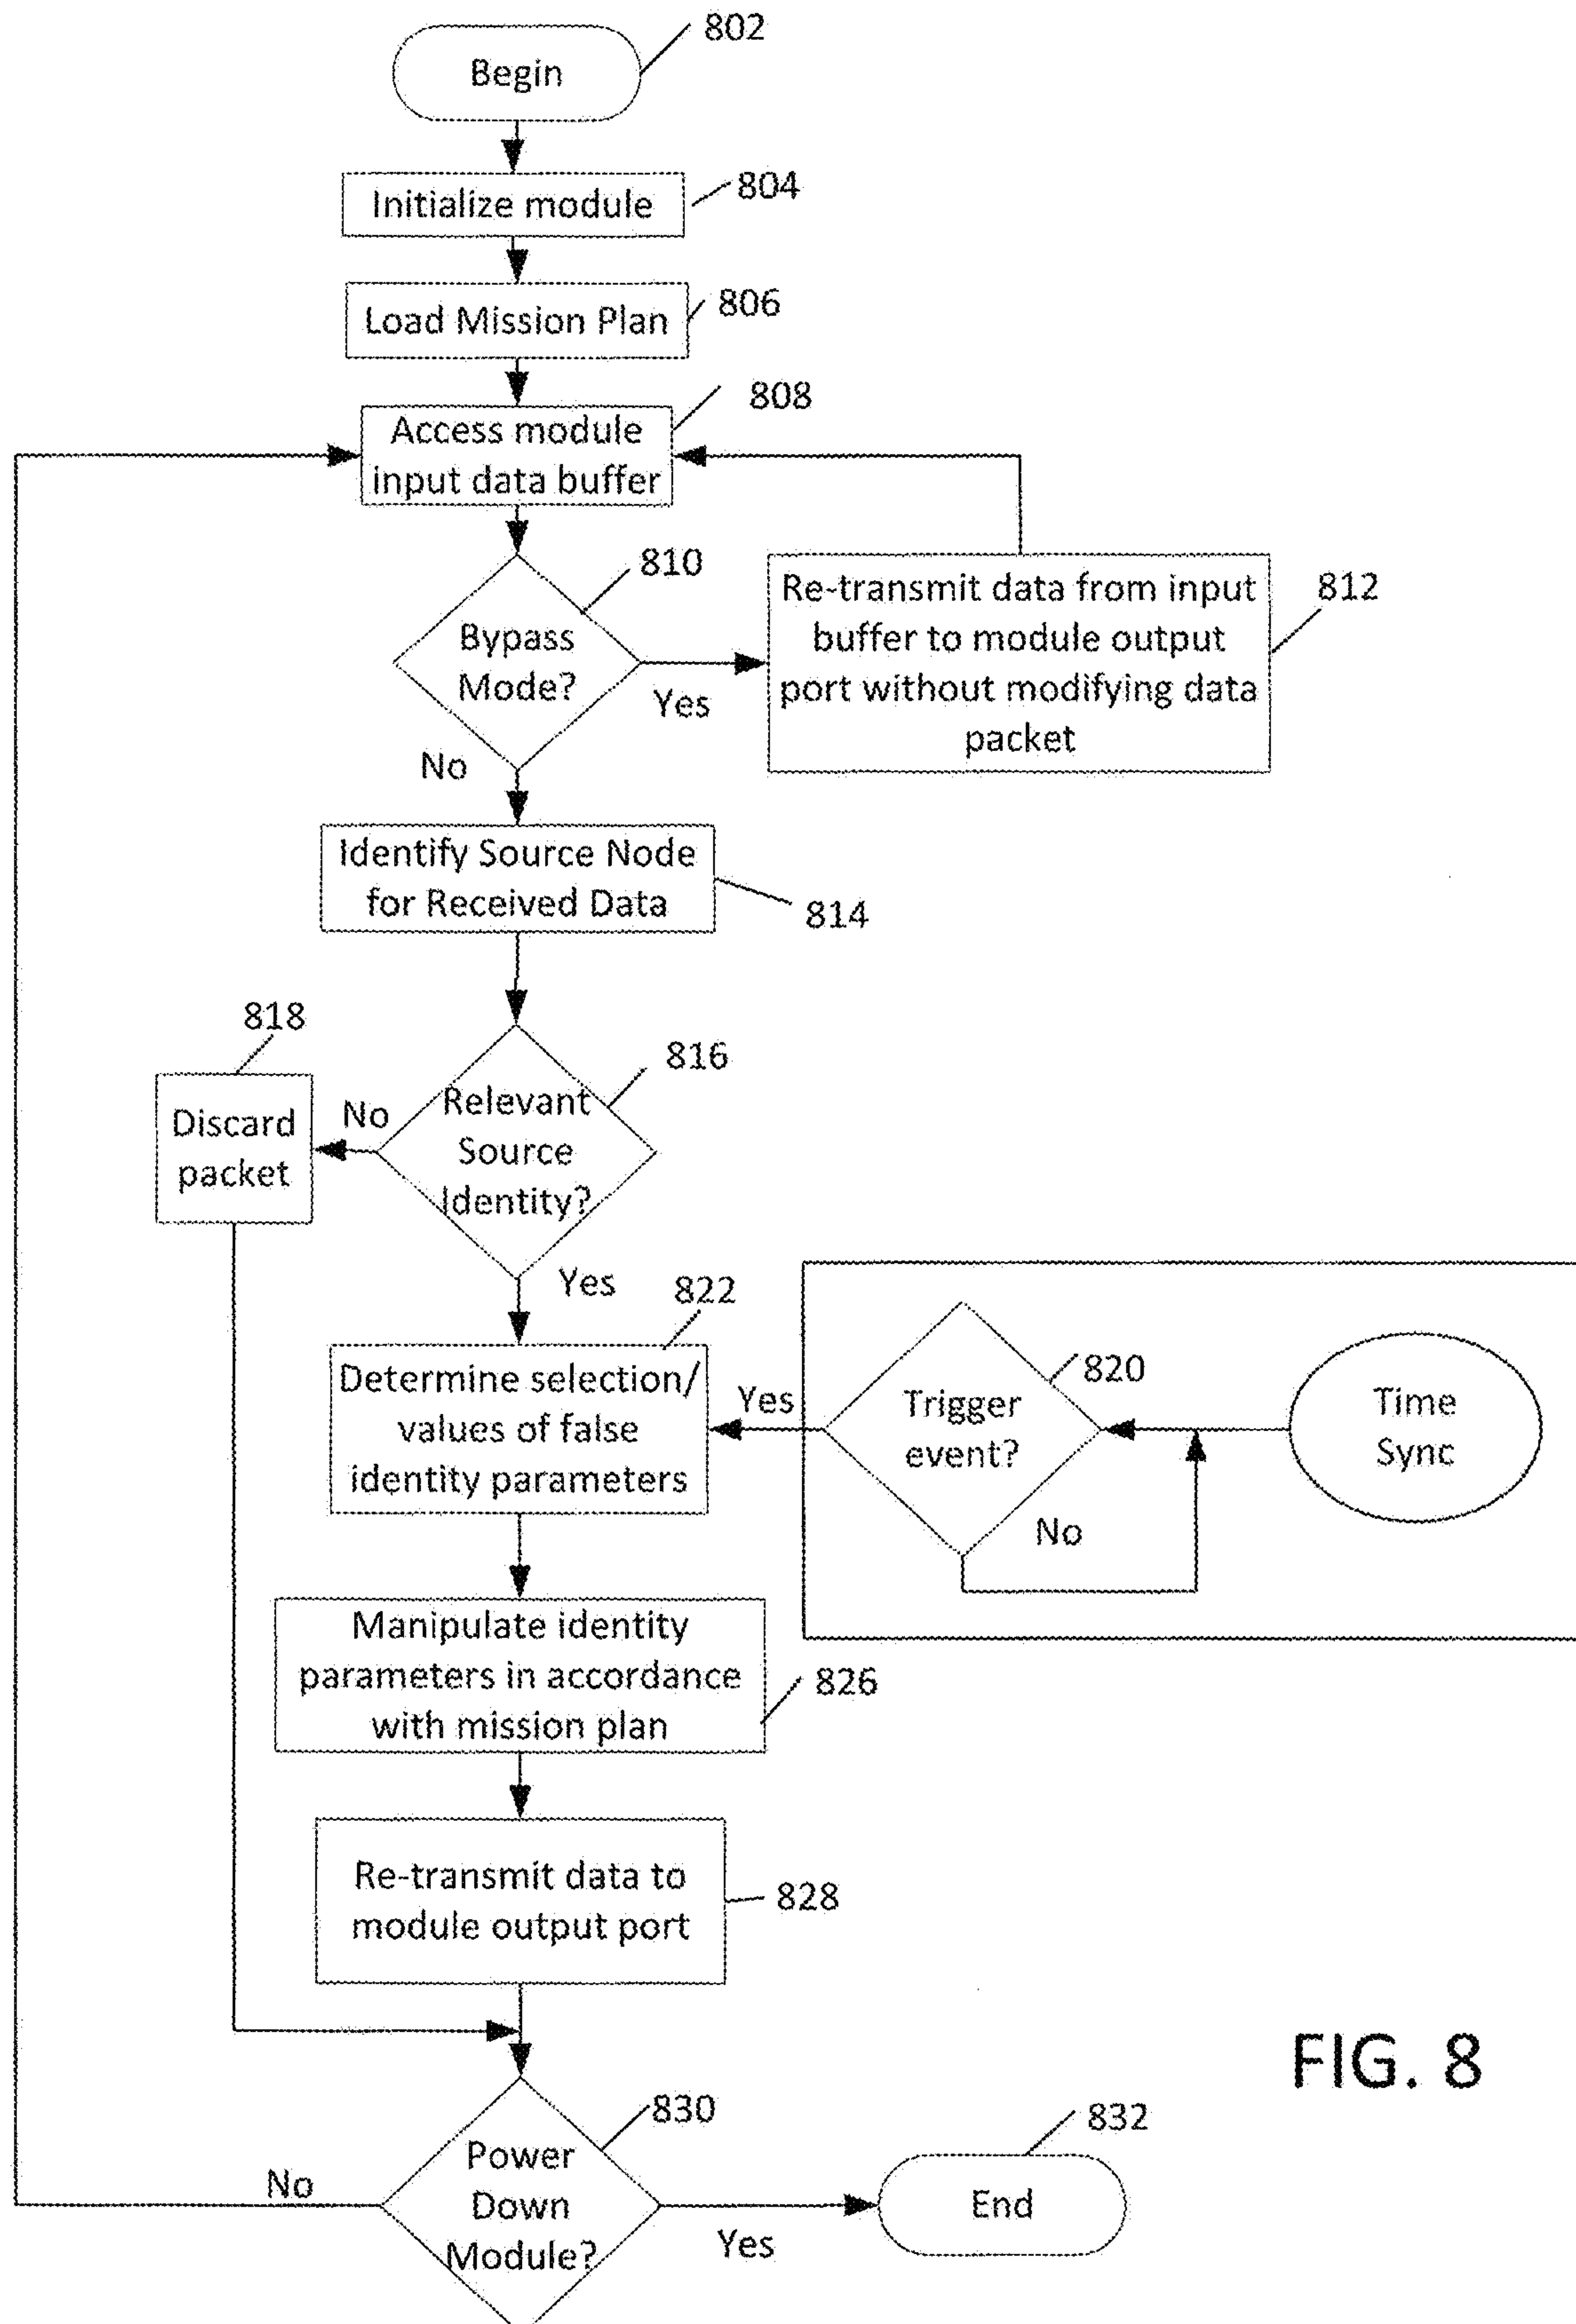 802
Begin
804
Initialize module
806
Load Mission Plan
808
Access module
input data buffer
810
Bypass
Mode?
Yes
No
812
Re-transmit data from input
buffer to module output
port without modifying data
packet
Identify Source Node
for Received Data
814
818
Discard
packet
No
816
Relevant
Source
Identity?
Yes
822
Determine selection/
values of false
identity parameters
Yes
820
Trigger
event?
No
Time
Sync
Manipulate identity
parameters in accordance
with mission plan
826
Re-transmit data to
module output port
828
FIG. 8
830
Power
Down
Module?
No
Yes
832
End